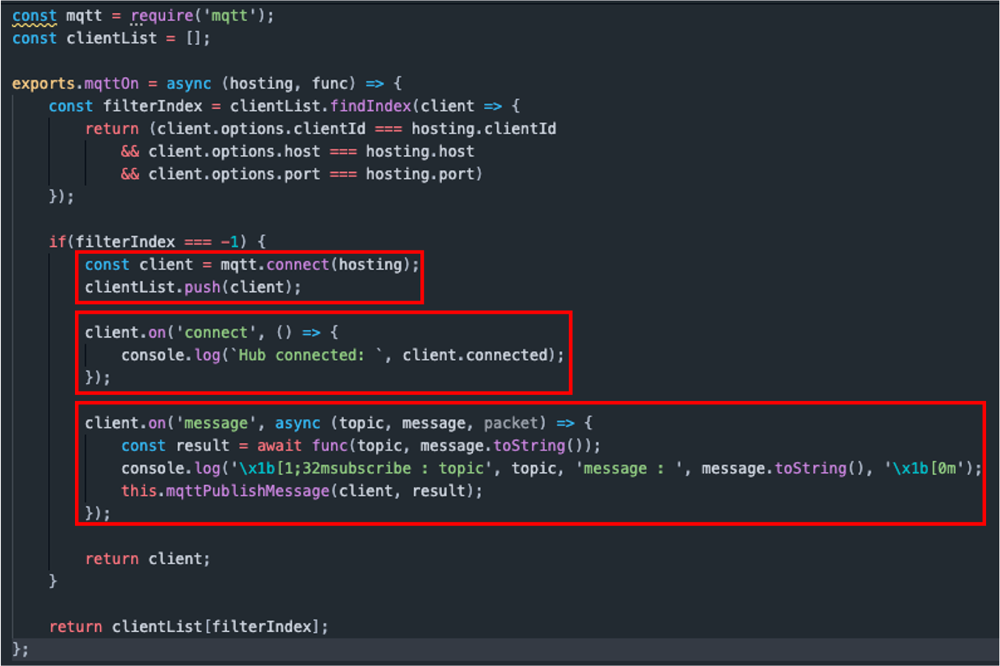 const mqtt = require('mqtt');
const clientList = [];
exports.mqttOn = async (hosting, func) => {
const filterIndex = clientList.findIndex(client => {
return (client.options.clientId === hosting.clientId
&& client.options.host === hosting.host
&& client.options.port === hosting.port)
});
if(filterIndex === -1) {
const client = mqtt.connect(hosting);
clientList.push(client);
client.on('connect', () => {
console.log(`Hub connected: `, client.connected);
});
client.on('message', async (topic, message, packet) => {
const result = await func(topic, message.toString());
console.log('\x1b[1;32msubscribe : topic', topic, 'message : ', message.toString(), '\x1b[0m');
this.mqttPublishMessage(client, result);
});
return client;
}
return clientList[filterIndex];
};